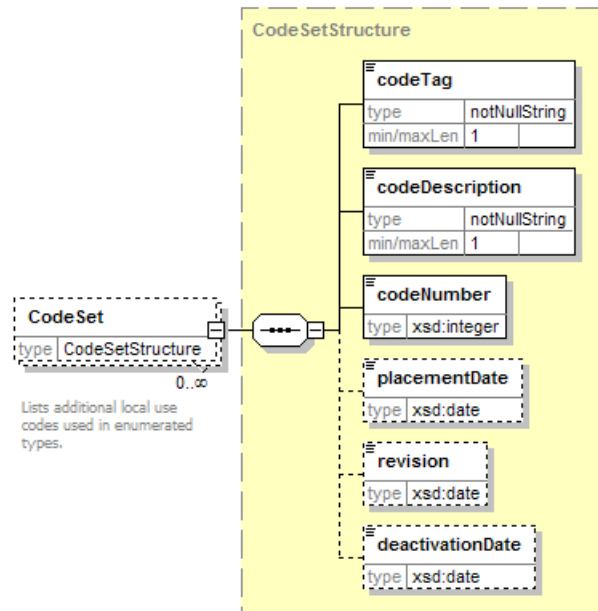 CodeSetStructure
codeTag
type notNullString
min/maxLen 1
codeDescription
type notNullString
min/maxLen 1
codeNumber
type xsd:integer
CodeSet
type CodeSetStructure
0..∞
Lists additional local use
codes used in enumerated
types.
placementDate
type xsd:date
revision
type xsd:date
deactivationDate
type xsd:date